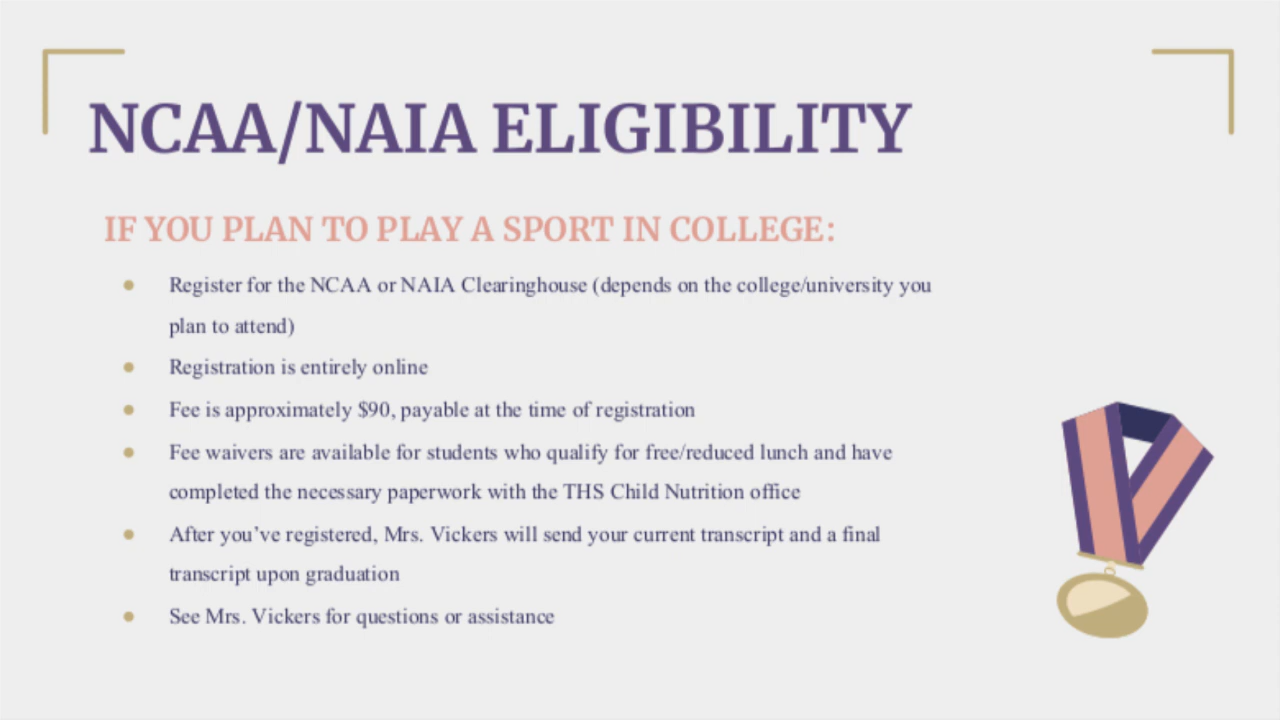 NCAA/NAIA ELIGIBILITY
IF YOU PLAN TO PLAY A SPORT IN COLLEGE:
● Register for the NCAA or NAIA Clearinghouse (depends on the college/university you
plan to attend)
● Registration is entirely online
● Fee is approximately $90, payable at the time of registration
● Fee waivers are available for students who qualify for free/reduced lunch and have
completed the necessary paperwork with the THS Child Nutrition office
● After you’ve registered, Mrs. Vickers will send your current transcript and a final
transcript upon graduation
● See Mrs. Vickers for questions or assistance